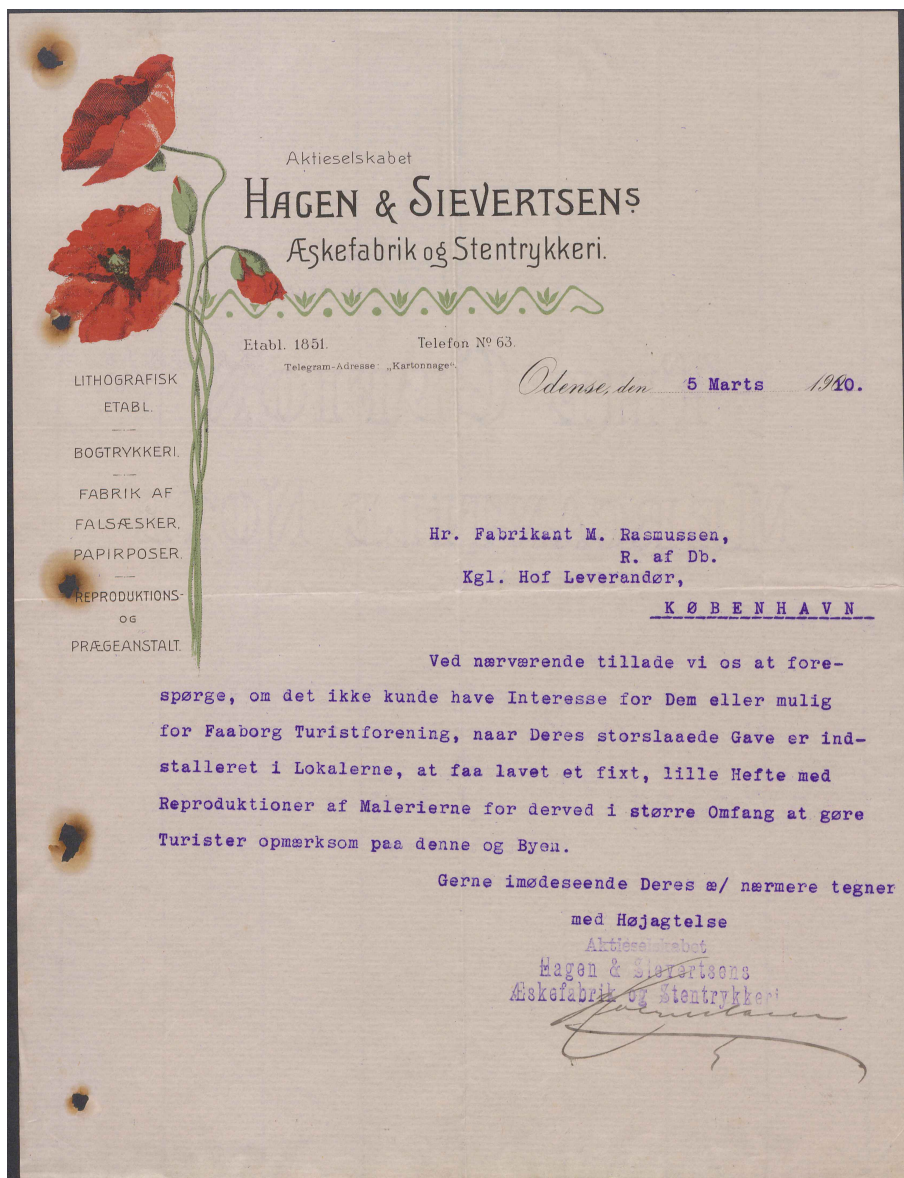 Aktieselskabet
HAGEN & SIEVERTSENS
Æskefabrik og Stentrykkeri.
Etabl. 1851. Telefon No 63.
Telegram-Adresse: „Kartonnage".
Odense, den 5 Marts 1910.
LITHOGRAFISK
ETABL.
BOGTRYKKERI.
FABRIK AF
FALSÆSKER,
PAPIRPOSER.
REPRODUKTIONS-
OG
PRÆGEANSTALT.
Hr. Fabrikant M. Rasmussen,
R. af Db.
Kgl. Hof Leverandør,
KØBENHAVN
Ved nærværende tillade vi os at fore-
spørge, om det ikke kunde have Interesse for Dem eller mulig
for Faaborg Turistforening, naar Deres storslaaede Gave er ind-
stalleret i Lokalerne, at faa lavet et fixt, lille Hefte med
Reproduktioner af Malerierne for derved i større Omfang at gøre
Turister opmærksom paa denne og Byen.
Gerne imødeseende Deres æ/ nærmere tegner
med Højagtelse
Aktieselskabet
Hagen & Sievertsens
Æskefabrik og Stentrykkeri